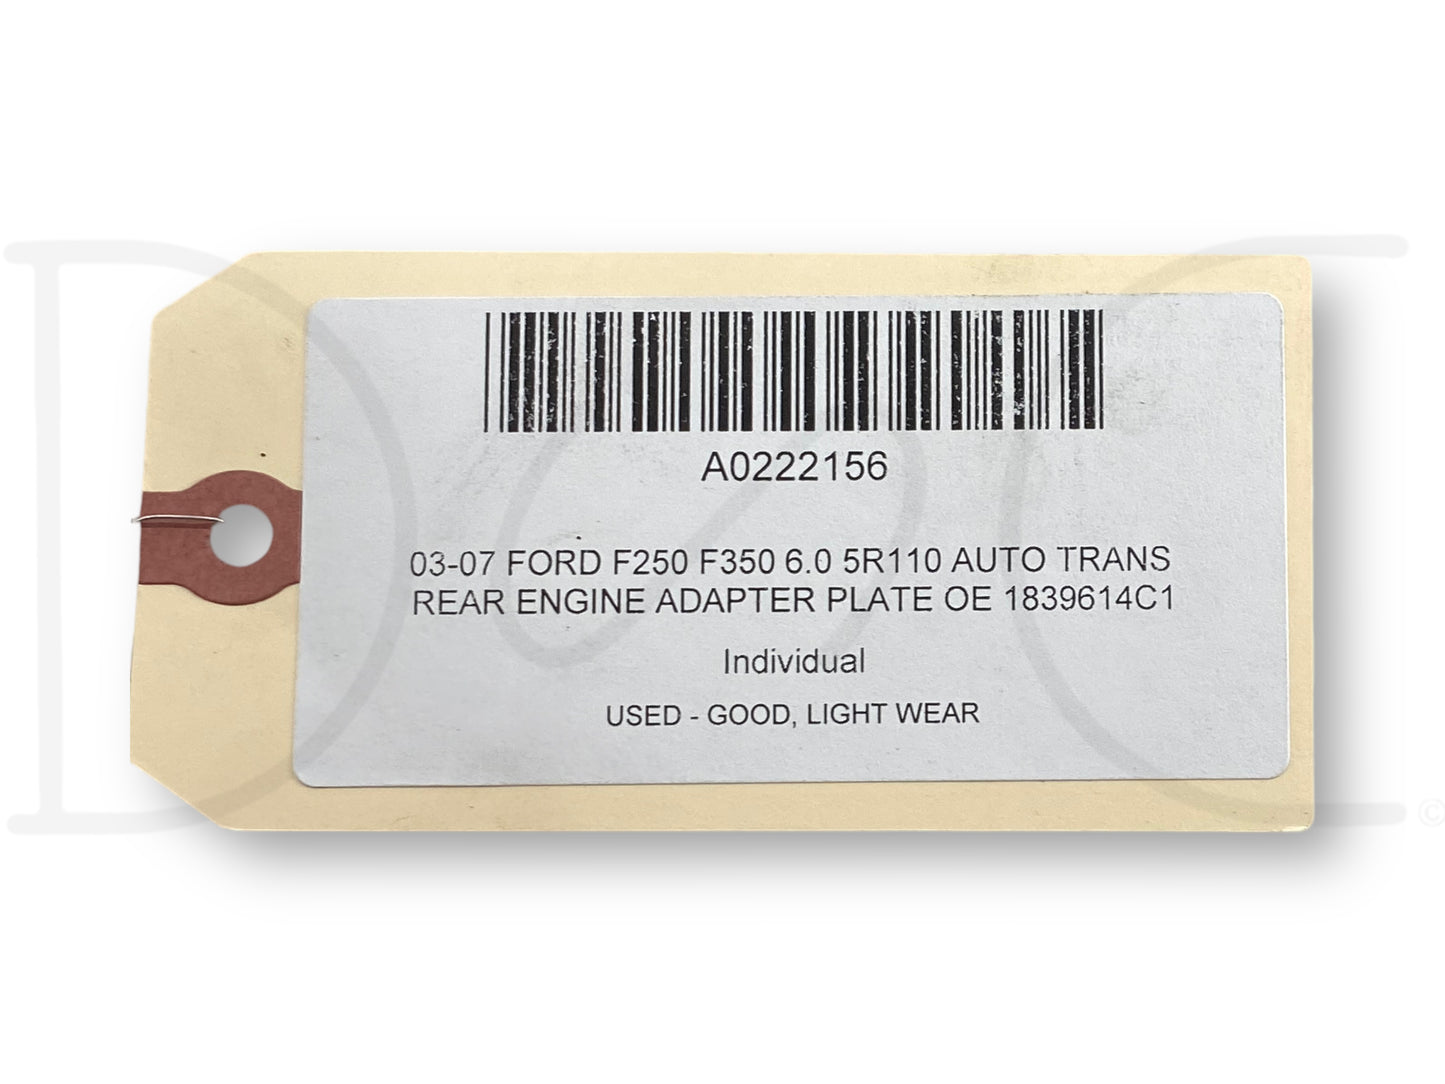 A0222156
03-07 FORD F250 F350 6.0 5R110 AUTO TRANS
REAR ENGINE ADAPTER PLATE OE 1839614C1
Individual
USED - GOOD, LIGHT WEAR
©